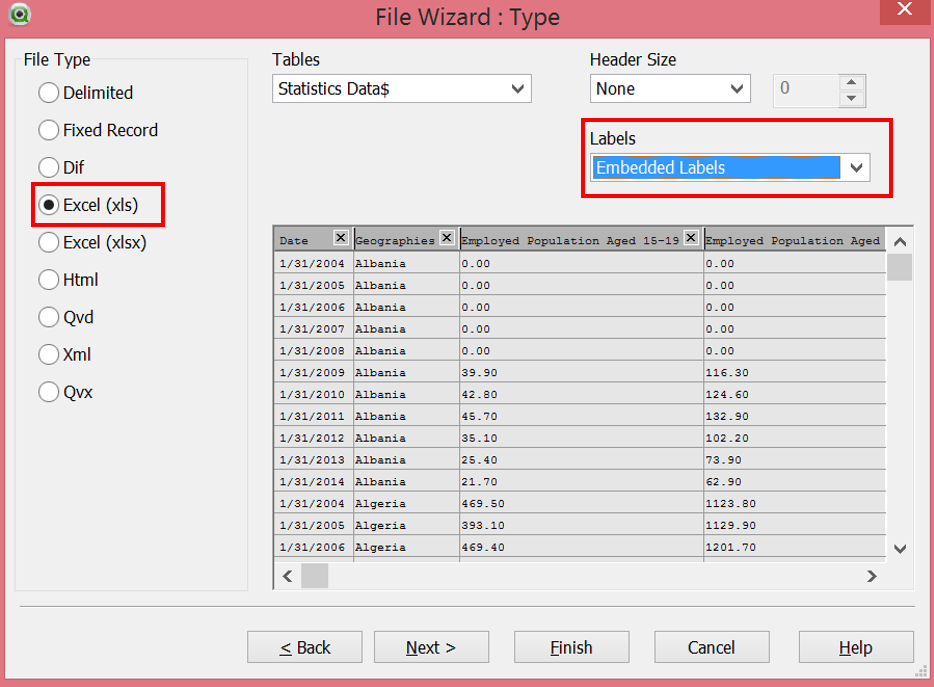 File Wizard : Type
File Type
Delimited
Fixed Record
Dif
Excel (xls)
Excel (xlsx)
Html
Qvd
Xml
Qvx
Tables
Statistics Data$
Header Size
None
0
Labels
Embedded Labels
Date Geographies Employed Population Aged 15-19 Employed Population Aged
1/31/2004 Albania 0.00 0.00
1/31/2005 Albania 0.00 0.00
1/31/2006 Albania 0.00 0.00
1/31/2007 Albania 0.00 0.00
1/31/2008 Albania 0.00 0.00
1/31/2009 Albania 39.90 116.30
1/31/2010 Albania 42.80 124.60
1/31/2011 Albania 45.70 132.90
1/31/2012 Albania 35.10 102.20
1/31/2013 Albania 25.40 73.90
1/31/2014 Albania 21.70 62.90
1/31/2004 Algeria 469.50 1123.80
1/31/2005 Algeria 393.10 1129.90
1/31/2006 Algeria 469.40 1201.70
< Back Next > Finish Cancel Help